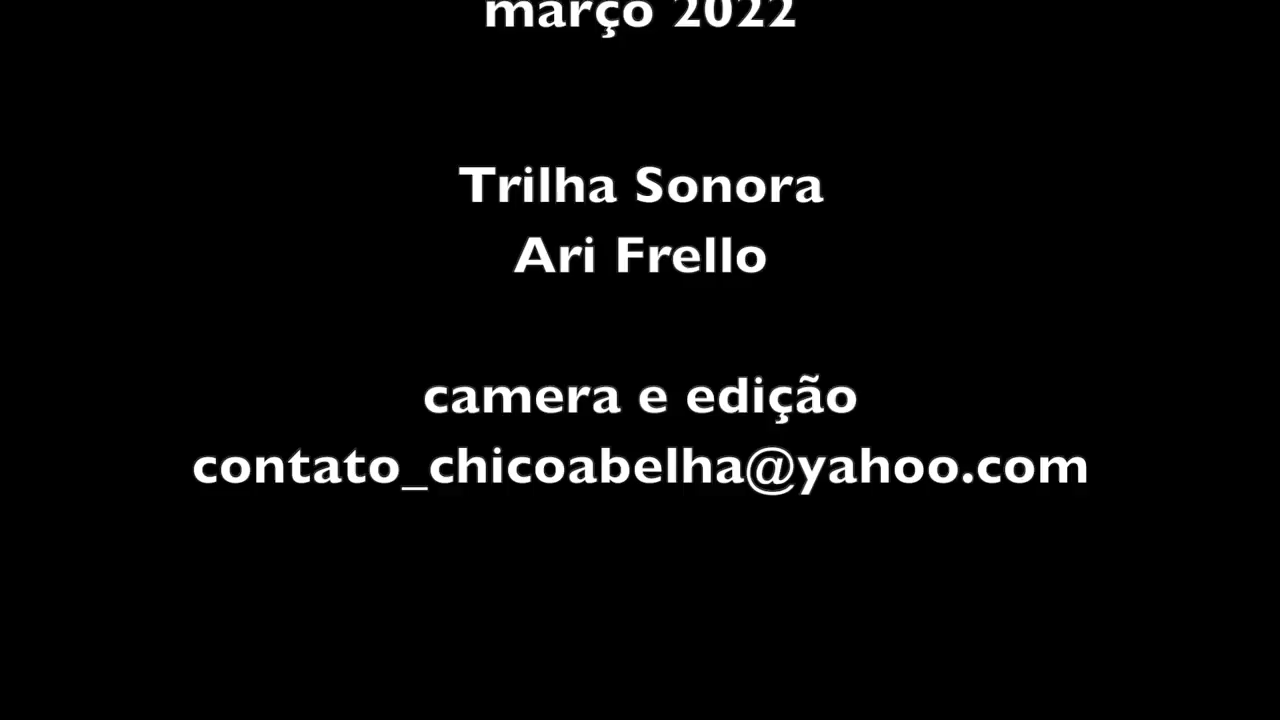 março 2022
Trilha Sonora
Ari Frello
camera e edição
contato_chicoabelha@yahoo.com